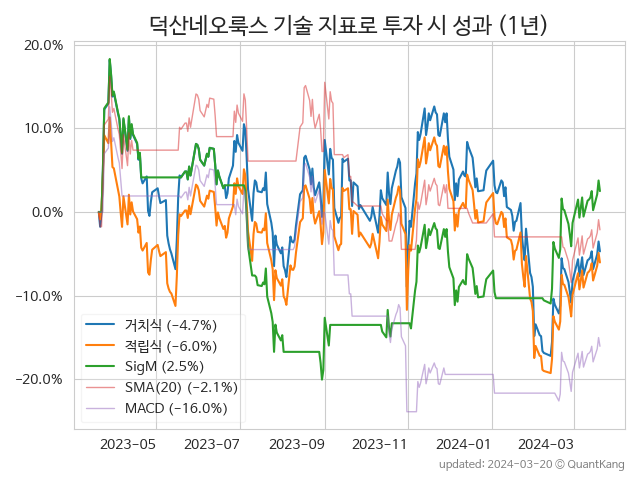 덕산네오룩스 기술 지표로 투자 시 성과 (1년)
20.0%
10.0%
0.0%
−10.0%
−20.0%
거치식 (−4.7%)
적립식 (−6.0%)
SigM (2.5%)
SMA(20) (−2.1%)
MACD (−16.0%)
2023−05
2023−07
2023−09
2023−11
2024−01
2024−03
updated: 2024-03-20 © QuantKang